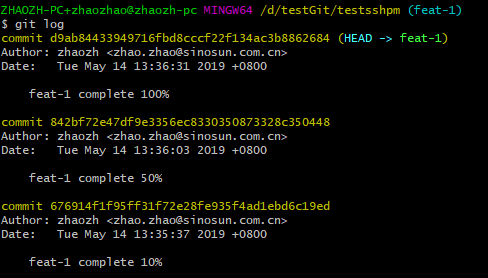 ZHAOZH-PC+zhaozhao@zhaozh-pc MINGW64 /d/testGit/testsshpm (feat-1)
$ git log
commit d9ab84433949716fbd8cccf22f134ac3b8862684 (HEAD -> feat-1)
Author: zhaozh <zhao.zhao@sinosun.com.cn>
Date:   Tue May 14 13:36:31 2019 +0800
    feat-1 complete 100%
commit 842bf72e47df9e3356ec8330350873328c350448
Author: zhaozh <zhao.zhao@sinosun.com.cn>
Date:   Tue May 14 13:36:03 2019 +0800
    feat-1 complete 50%
commit 676914f1f95ff31f72e28fe935f4ad1ebd6c19ed
Author: zhaozh <zhao.zhao@sinosun.com.cn>
Date:   Tue May 14 13:35:37 2019 +0800
    feat-1 complete 10%